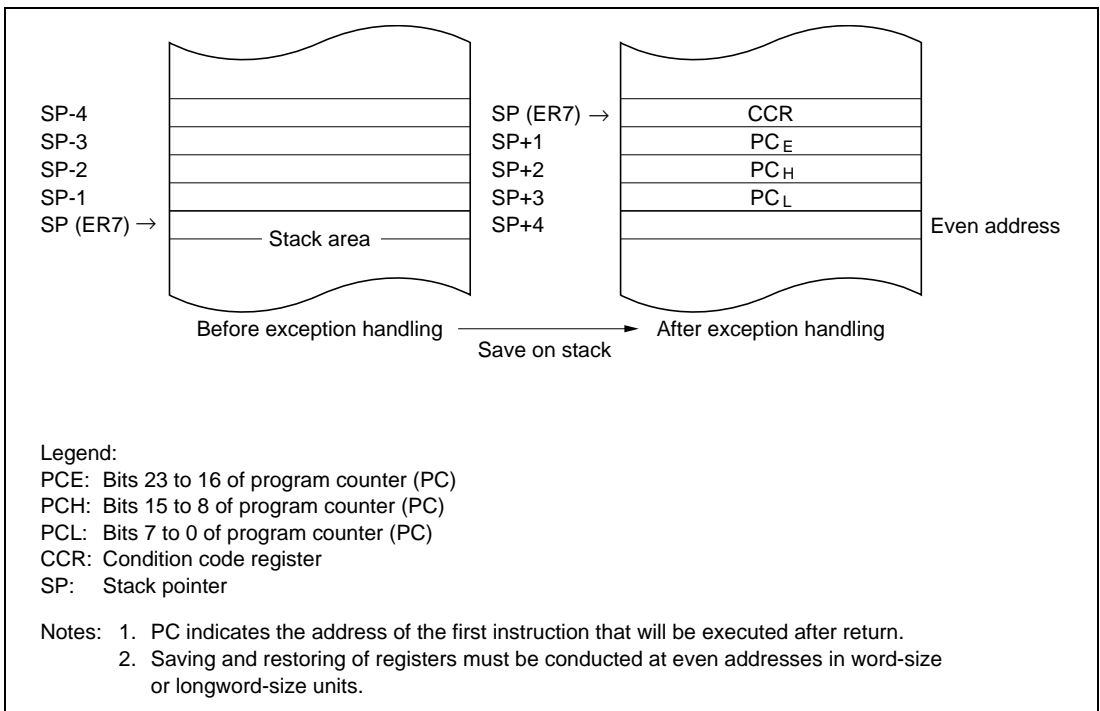 SP-4
SP-3
SP-2
SP-1
SP (ER7) →
Stack area
Before exception handling
SP (ER7) →
SP+1
SP+2
SP+3
SP+4
CCR
PC E
PC H
PC L
Even address
After exception handling
Save on stack
Legend:
PCE: Bits 23 to 16 of program counter (PC)
PCH: Bits 15 to 8 of program counter (PC)
PCL: Bits 7 to 0 of program counter (PC)
CCR: Condition code register
SP: Stack pointer
Notes: 1. PC indicates the address of the first instruction that will be executed after return.
2. Saving and restoring of registers must be conducted at even addresses in word-size
or longword-size units.